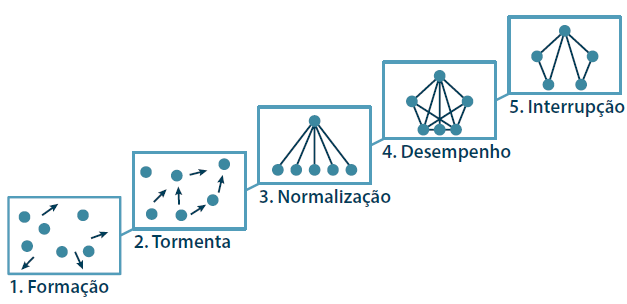 1. Formação
2. Tormenta
3. Normalização
4. Desempenho
5. Interrupção